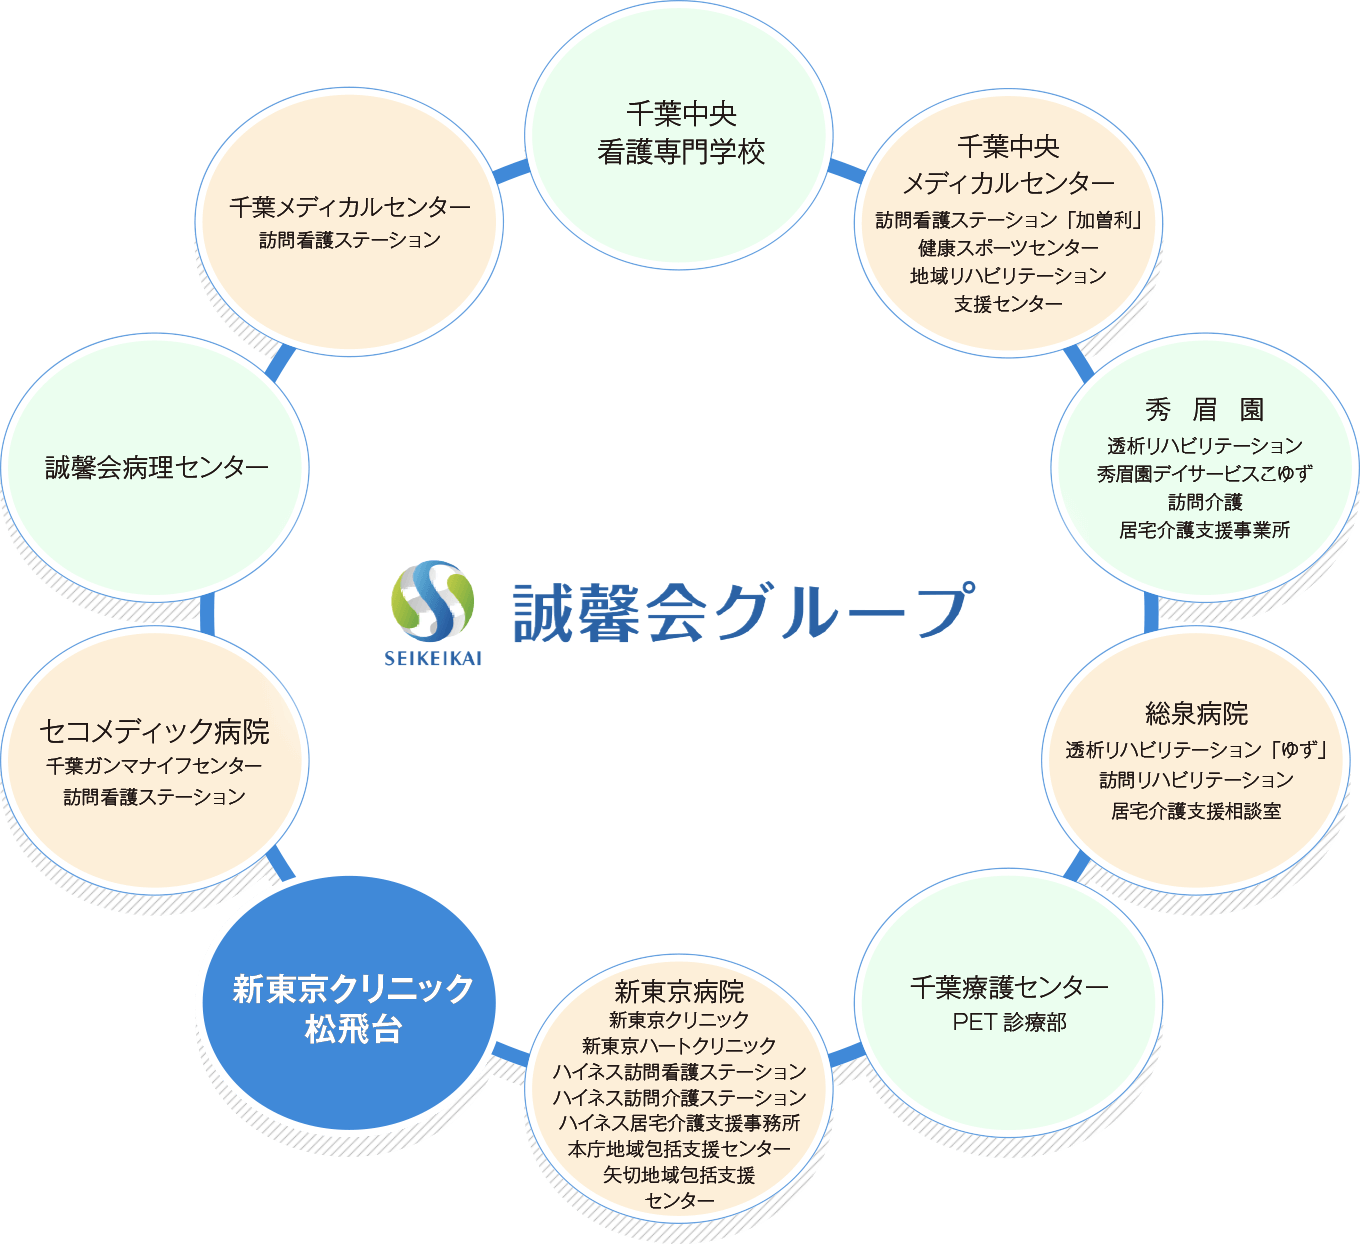 千葉中央
看護専門学校
千葉中央
メディカルセンター
訪問看護ステーション「加曽利」
健康スポーツセンター
地域リハビリテーション
支援センター
秀 眉 園
透析リハビリテーション
秀眉園デイサービスこゆず
訪問介護
居宅介護支援事業所
総泉病院
透析リハビリテーション「ゆず」
訪問リハビリテーション
居宅介護支援相談室
千葉療護センター
PET 診療部
新東京病院
新東京クリニック
新東京ハートクリニック
ハイネス訪問看護ステーション
ハイネス訪問介護ステーション
ハイネス居宅介護支援事務所
本庁地域包括支援センター
矢切地域包括支援
センター
新東京クリニック
松飛台
セコメディック病院
千葉ガンマナイフセンター
訪問看護ステーション
誠馨会病理センター
千葉メディカルセンター
訪問看護ステーション
SEIKEIKAI
誠馨会グループ